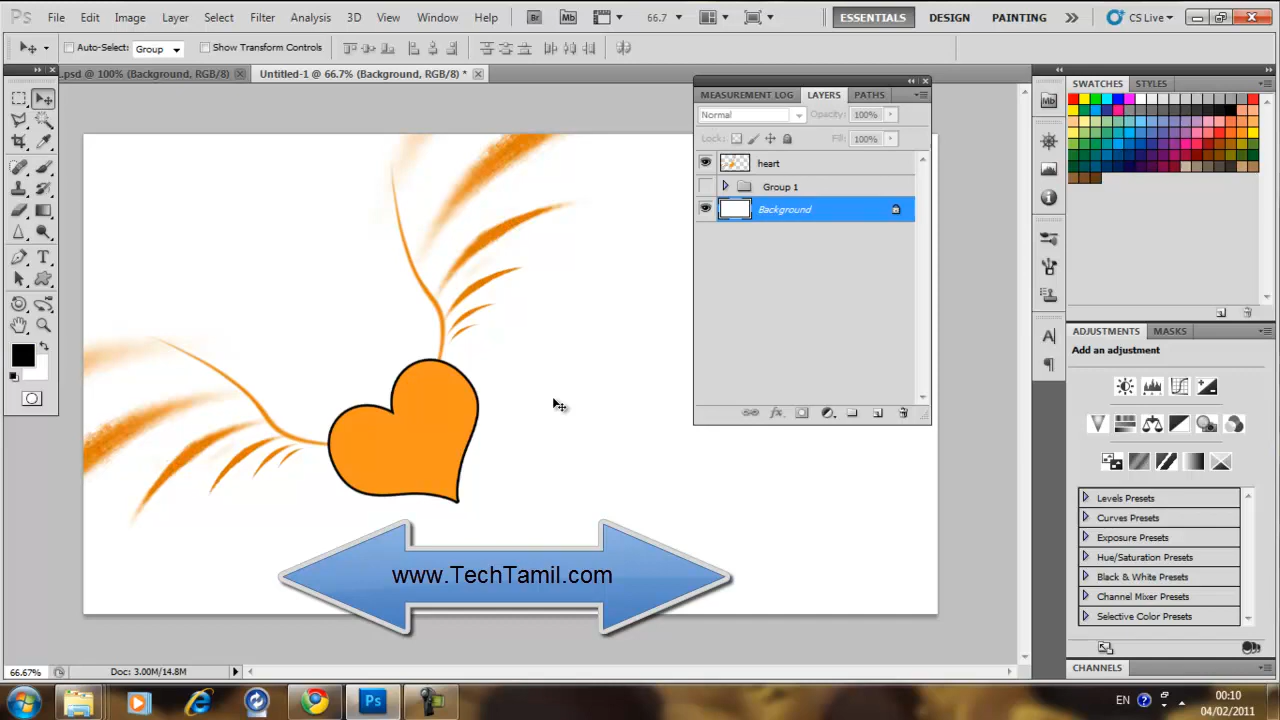 Ps File Edit Image Layer Select Filter Analysis 3D View Window Help Br Mb 66.7 ESSENTIALS DESIGN PAINTING CS Live
Auto-Select: Group Show Transform Controls
.psd @ 100% (Background, RGB/8) Untitled-1 @ 66.7% (Background, RGB/8) *
MEASUREMENT LOG LAYERS PATHS
Normal Opacity: 100%
Lock: Fill: 100%
heart
Group 1
Background
SWATCHES STYLES
Mb
T
A
ADJUSTMENTS MASKS
Add an adjustment
Levels Presets
Curves Presets
Exposure Presets
Hue/Saturation Presets
Black & White Presets
Channel Mixer Presets
Selective Color Presets
CHANNELS
www.TechTamil.com
66.67% Doc: 3.00M/14.8M
Ps
EN
00:10
04/02/2011